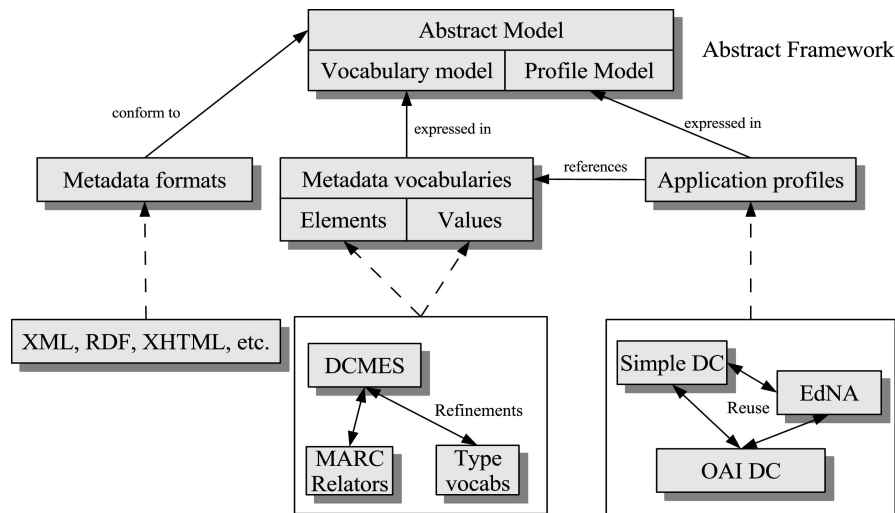 Abstract Model
Abstract Framework
Vocabulary model
Profile Model
conform to
expressed in
expressed in
Metadata formats
Metadata vocabularies
references
Application profiles
Elements
Values
XML, RDF, XHTML, etc.
DCMES
Refinements
MARC
Relators
Type
vocabs
Simple DC
EdNA
Reuse
OAI DC